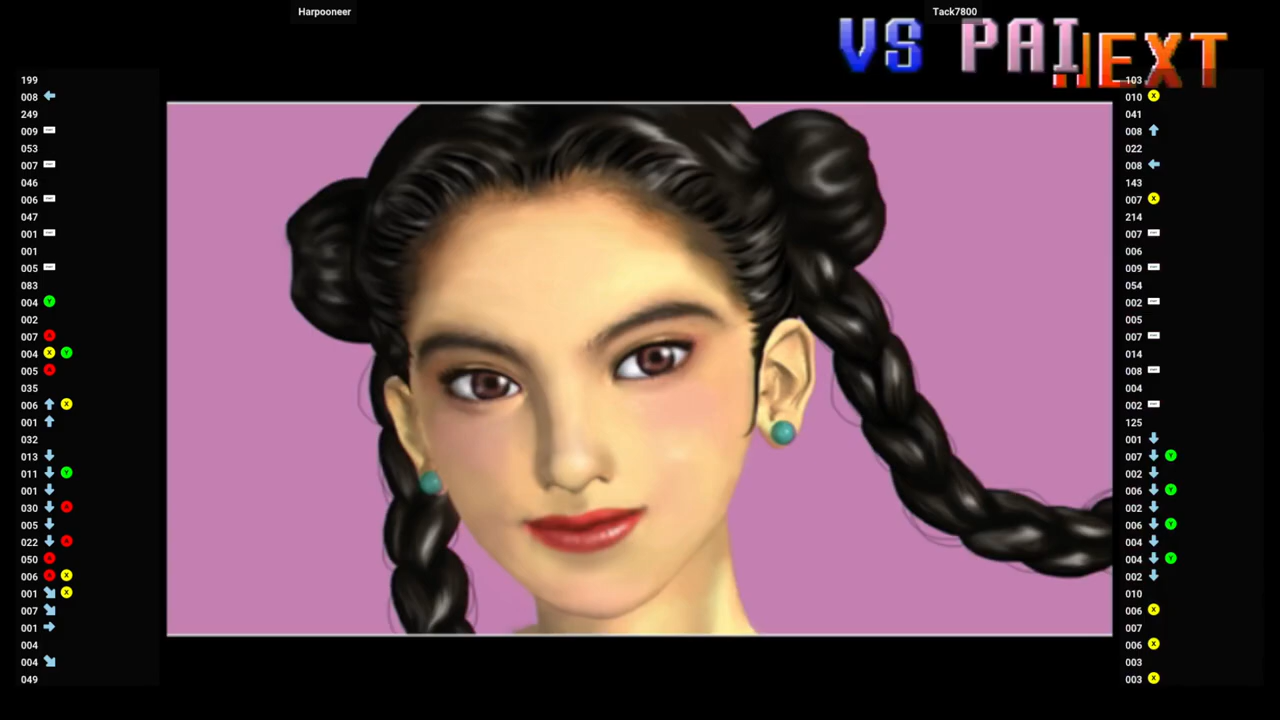 Harpooneer
Tack7800
VS PAI
NEXT
199
008
249
009
053
007
046
006
047
001
001
005
083
004 Y
002
007 A
004 X Y
005 A
035
006 X
001
032
013
011 Y
001
030 A
005
022 A
050 A
006 A X
001 X
007
001
004
004
049
103
010 X
041
008
022
008
143
007 X
214
007
006
009
054
002
005
007
014
008
004
002
125
001
007 Y
002
006 Y
002
006 Y
004
004 Y
002
010
006 X
007
006 X
003
003 X